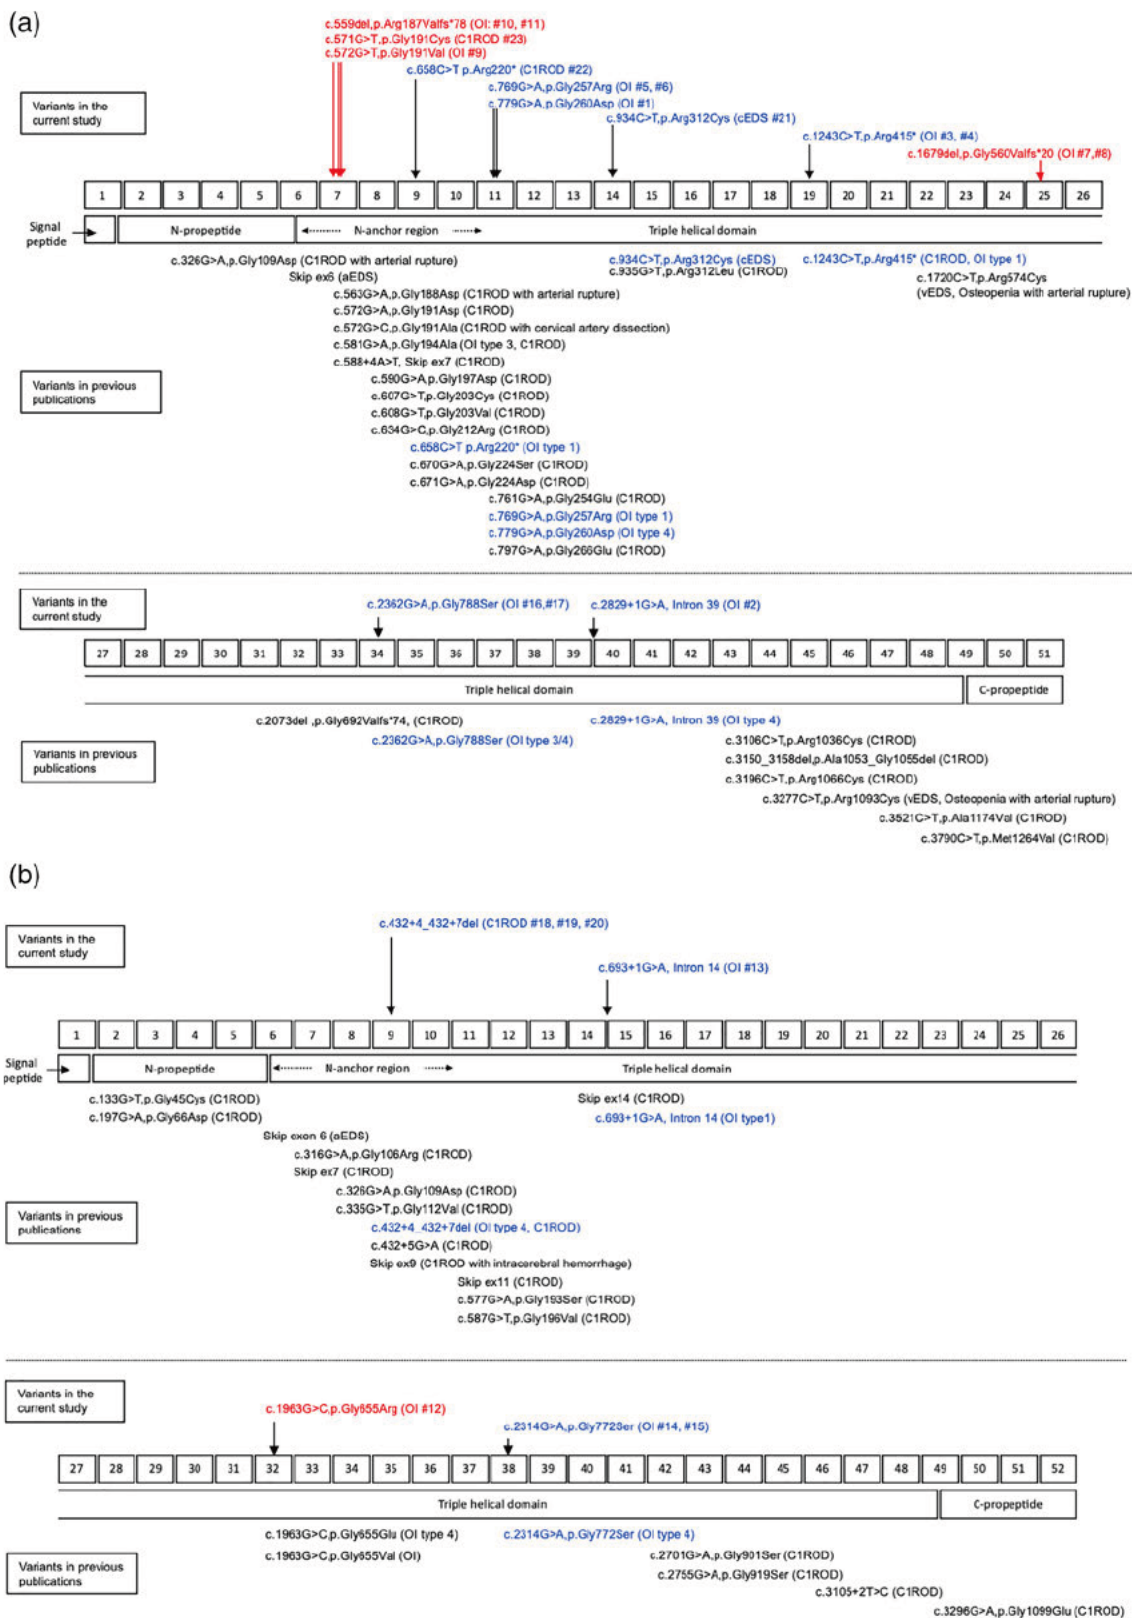 (a)
c.559del,p.Arg187Valfs*78 (OI: #10, #11)
c.571G>T,p.Gly191Cys (C1ROD #23)
c.572G>T,p.Gly191Val (OI #9)
c.658C>T p.Arg220* (C1ROD #22)
c.769G>A,p.Gly257Arg (OI #5, #6)
c.779G>A,p.Gly260Asp (OI #1)
c.934C>T,p.Arg312Cys (cEDS #21)
c.1243C>T,p.Arg415* (OI #3, #4)
c.1679del,p.Gly560Valfs*20 (OI #7,#8)
Variants in the
current study
1 2 3 4 5 6 7 8 9 10 11 12 13 14 15 16 17 18 19 20 21 22 23 24 25 26
Signal
peptide
N-propeptide N-anchor region Triple helical domain
c.326G>A,p.Gly109Asp (C1ROD with arterial rupture)
Skip ex6 (aEDS)
c.563G>A,p.Gly188Asp (C1ROD with arterial rupture)
c.572G>A,p.Gly191Asp (C1ROD)
c.572G>C,p.Gly191Ala (C1ROD with cervical artery dissection)
c.581G>A,p.Gly194Ala (OI type 3, C1ROD)
c.588+4A>T, Skip ex7 (C1ROD)
c.590G>A,p.Gly197Asp (C1ROD)
c.607G>T,p.Gly203Cys (C1ROD)
c.608G>T,p.Gly203Val (C1ROD)
c.634G>C,p.Gly212Arg (C1ROD)
c.658C>T p.Arg220* (OI type 1)
c.670G>A,p.Gly224Ser (C1ROD)
c.671G>A,p.Gly224Asp (C1ROD)
c.761G>A,p.Gly254Glu (C1ROD)
c.769G>A,p.Gly257Arg (OI type 1)
c.779G>A,p.Gly260Asp (OI type 4)
c.797G>A,p.Gly266Glu (C1ROD)
c.934C>T,p.Arg312Cys (cEDS)
c.935G>T,p.Arg312Leu (C1ROD)
c.1243C>T,p.Arg415* (C1ROD, OI type 1)
c.1720C>T,p.Arg574Cys
(vEDS, Osteopenia with arterial rupture)
Variants in previous
publications
Variants in the
current study
c.2362G>A,p.Gly788Ser (OI #16,#17)
c.2829+1G>A, Intron 39 (OI #2)
27 28 29 30 31 32 33 34 35 36 37 38 39 40 41 42 43 44 45 46 47 48 49 50 51
Triple helical domain C-propeptide
c.2073del ,p.Gly692Valfs*74, (C1ROD)
c.2362G>A,p.Gly788Ser (OI type 3/4)
c.2829+1G>A, Intron 39 (OI type 4)
c.3106C>T,p.Arg1036Cys (C1ROD)
c.3150_3158del,p.Ala1053_Gly1055del (C1ROD)
c.3196C>T,p.Arg1066Cys (C1ROD)
c.3277C>T,p.Arg1093Cys (vEDS, Osteopenia with arterial rupture)
c.3521C>T,p.Ala1174Val (C1ROD)
c.3790C>T,p.Met1264Val (C1ROD)
Variants in previous
publications
(b)
Variants in the
current study
c.432+4_432+7del (C1ROD #18, #19, #20)
c.693+1G>A, Intron 14 (OI #13)
1 2 3 4 5 6 7 8 9 10 11 12 13 14 15 16 17 18 19 20 21 22 23 24 25 26
Signal
peptide
N-propeptide N-anchor region Triple helical domain
c.133G>T,p.Gly45Cys (C1ROD)
c.197G>A,p.Gly66Asp (C1ROD)
Skip exon 6 (aEDS)
c.316G>A,p.Gly106Arg (C1ROD)
Skip ex7 (C1ROD)
c.326G>A,p.Gly109Asp (C1ROD)
c.335G>T,p.Gly112Val (C1ROD)
c.432+4_432+7del (OI type 4, C1ROD)
c.432+5G>A (C1ROD)
Skip ex9 (C1ROD with intracerebral hemorrhage)
Skip ex11 (C1ROD)
c.577G>A,p.Gly193Ser (C1ROD)
c.587G>T,p.Gly196Val (C1ROD)
Skip ex14 (C1ROD)
c.693+1G>A, Intron 14 (OI type1)
Variants in previous
publications
Variants in the
current study
c.1963G>C,p.Gly655Arg (OI #12)
c.2314G>A,p.Gly772Ser (OI #14, #15)
27 28 29 30 31 32 33 34 35 36 37 38 39 40 41 42 43 44 45 46 47 48 49 50 51 52
Triple helical domain C-propeptide
c.1963G>C,p.Gly655Glu (OI type 4)
c.1963G>C,p.Gly655Val (OI)
c.2314G>A,p.Gly772Ser (OI type 4)
c.2701G>A,p.Gly901Ser (C1ROD)
c.2755G>A,p.Gly919Ser (C1ROD)
c.3105+2T>C (C1ROD)
c.3296G>A,p.Gly1099Glu (C1ROD)
Variants in previous
publications